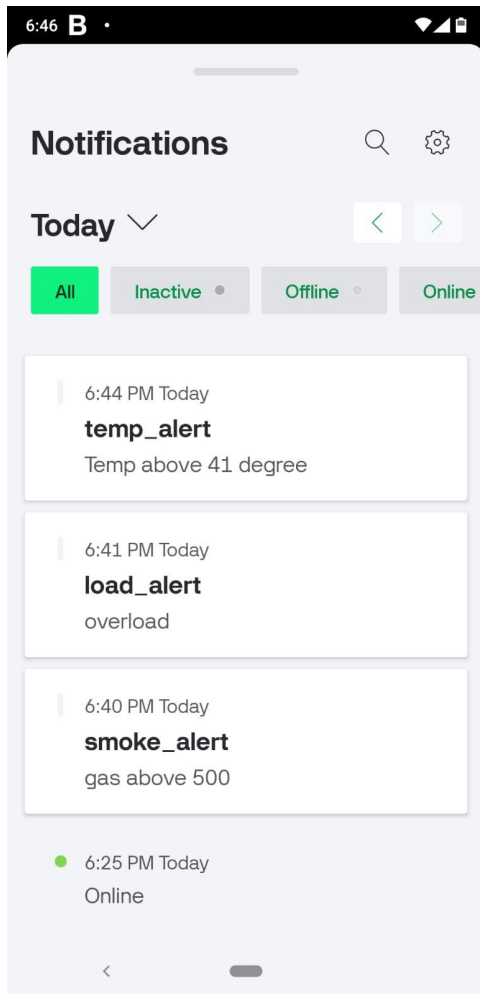 6:46 B
Notifications
Today
All Inactive Offline Online
6:44 PM Today
temp_alert
Temp above 41 degree
6:41 PM Today
load_alert
overload
6:40 PM Today
smoke_alert
gas above 500
6:25 PM Today
Online